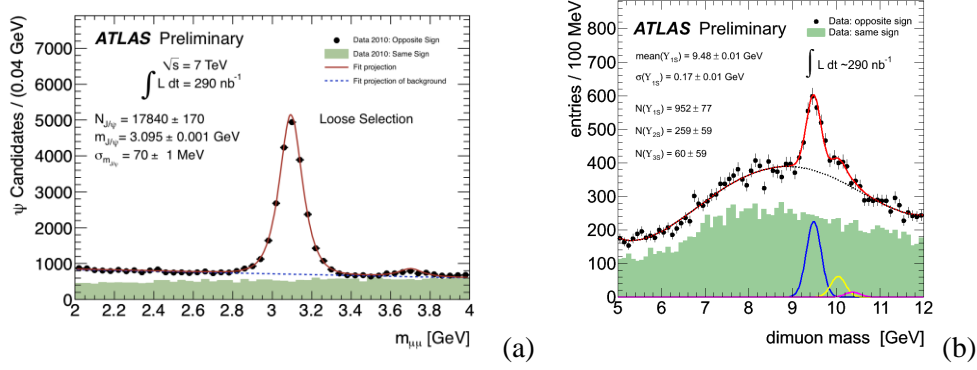 ATLAS Preliminary
√s = 7 TeV
∫ L dt = 290 nb⁻¹
N_J/ψ = 17840 ± 170
m_J/ψ = 3.095 ± 0.001 GeV
σ_m_J/ψ = 70 ± 1 MeV
Data 2010: Opposite Sign
Data 2010: Same Sign
Fit projection
Fit projection of background
Loose Selection
ψ Candidates / (0.04 GeV)
7000
6000
5000
4000
3000
2000
1000
0
2 2.2 2.4 2.6 2.8 3 3.2 3.4 3.6 3.8 4
m_μμ [GeV]
(a)
ATLAS Preliminary
Data: opposite sign
Data: same sign
mean(Υ_1S) = 9.48 ± 0.01 GeV
σ(Υ_1S) = 0.17 ± 0.01 GeV
∫ L dt ~290 nb⁻¹
N(Υ_1S) = 952 ± 77
N(Υ_2S) = 259 ± 59
N(Υ_3S) = 60 ± 59
entries / 100 MeV
800
700
600
500
400
300
200
100
0
5 6 7 8 9 10 11 12
dimuon mass [GeV]
(b)